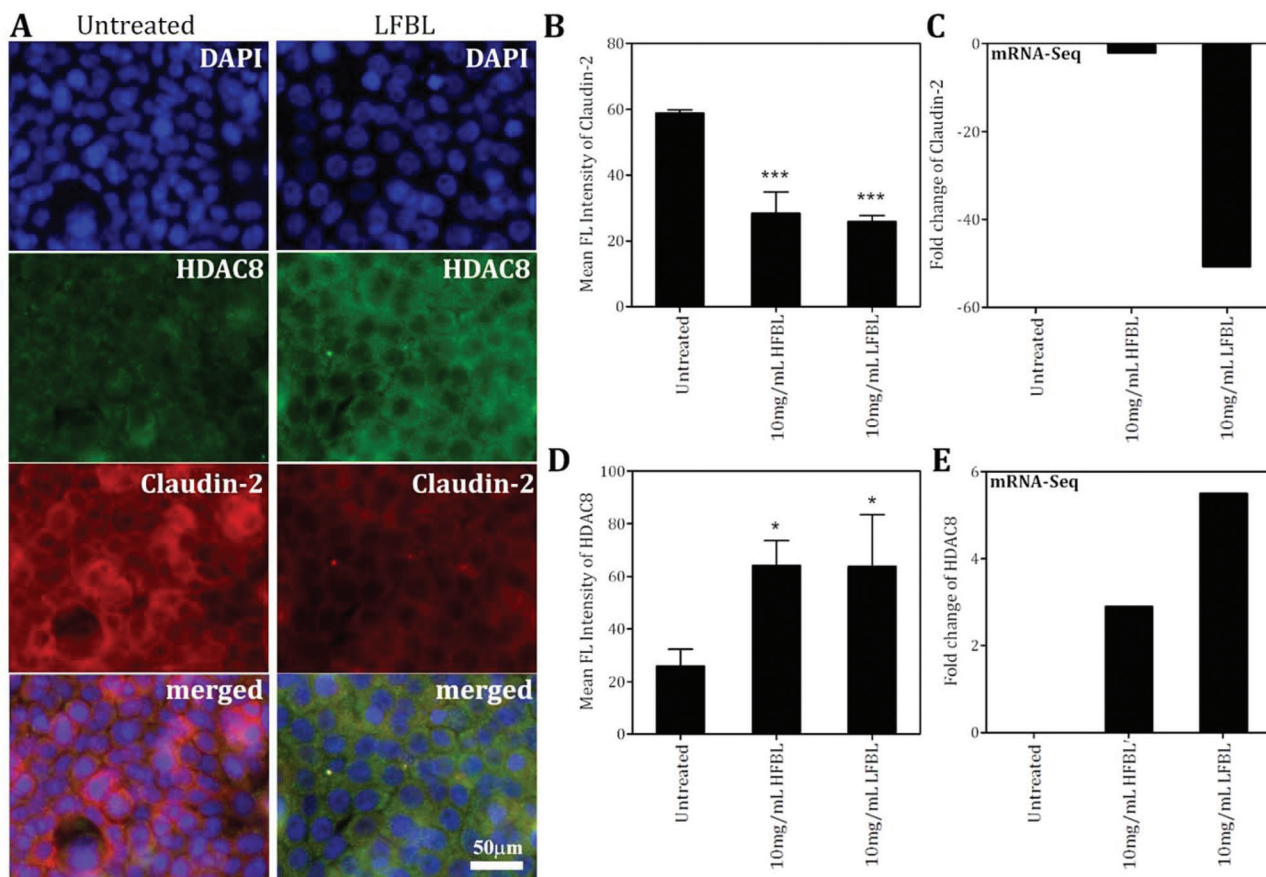 A
Untreated
LFBL
DAPI
DAPI
HDAC8
HDAC8
Claudin-2
Claudin-2
merged
merged
50μm
B
Mean FL Intensity of Claudin-2
80
60
40
20
0
***
***
Untreated
10mg/mL HFBL
10mg/mL LFBL
C
mRNA-Seq
Fold change of Claudin-2
0
-20
-40
-60
Untreated
10mg/mL HFBL
10mg/mL LFBL
D
Mean FL Intensity of HDAC8
100
80
60
40
20
0
*
*
Untreated
10mg/mL HFBL
10mg/mL LFBL
E
mRNA-Seq
Fold change of HDAC8
6
4
2
0
Untreated
10mg/mL HFBL'
10mg/mL LFBL